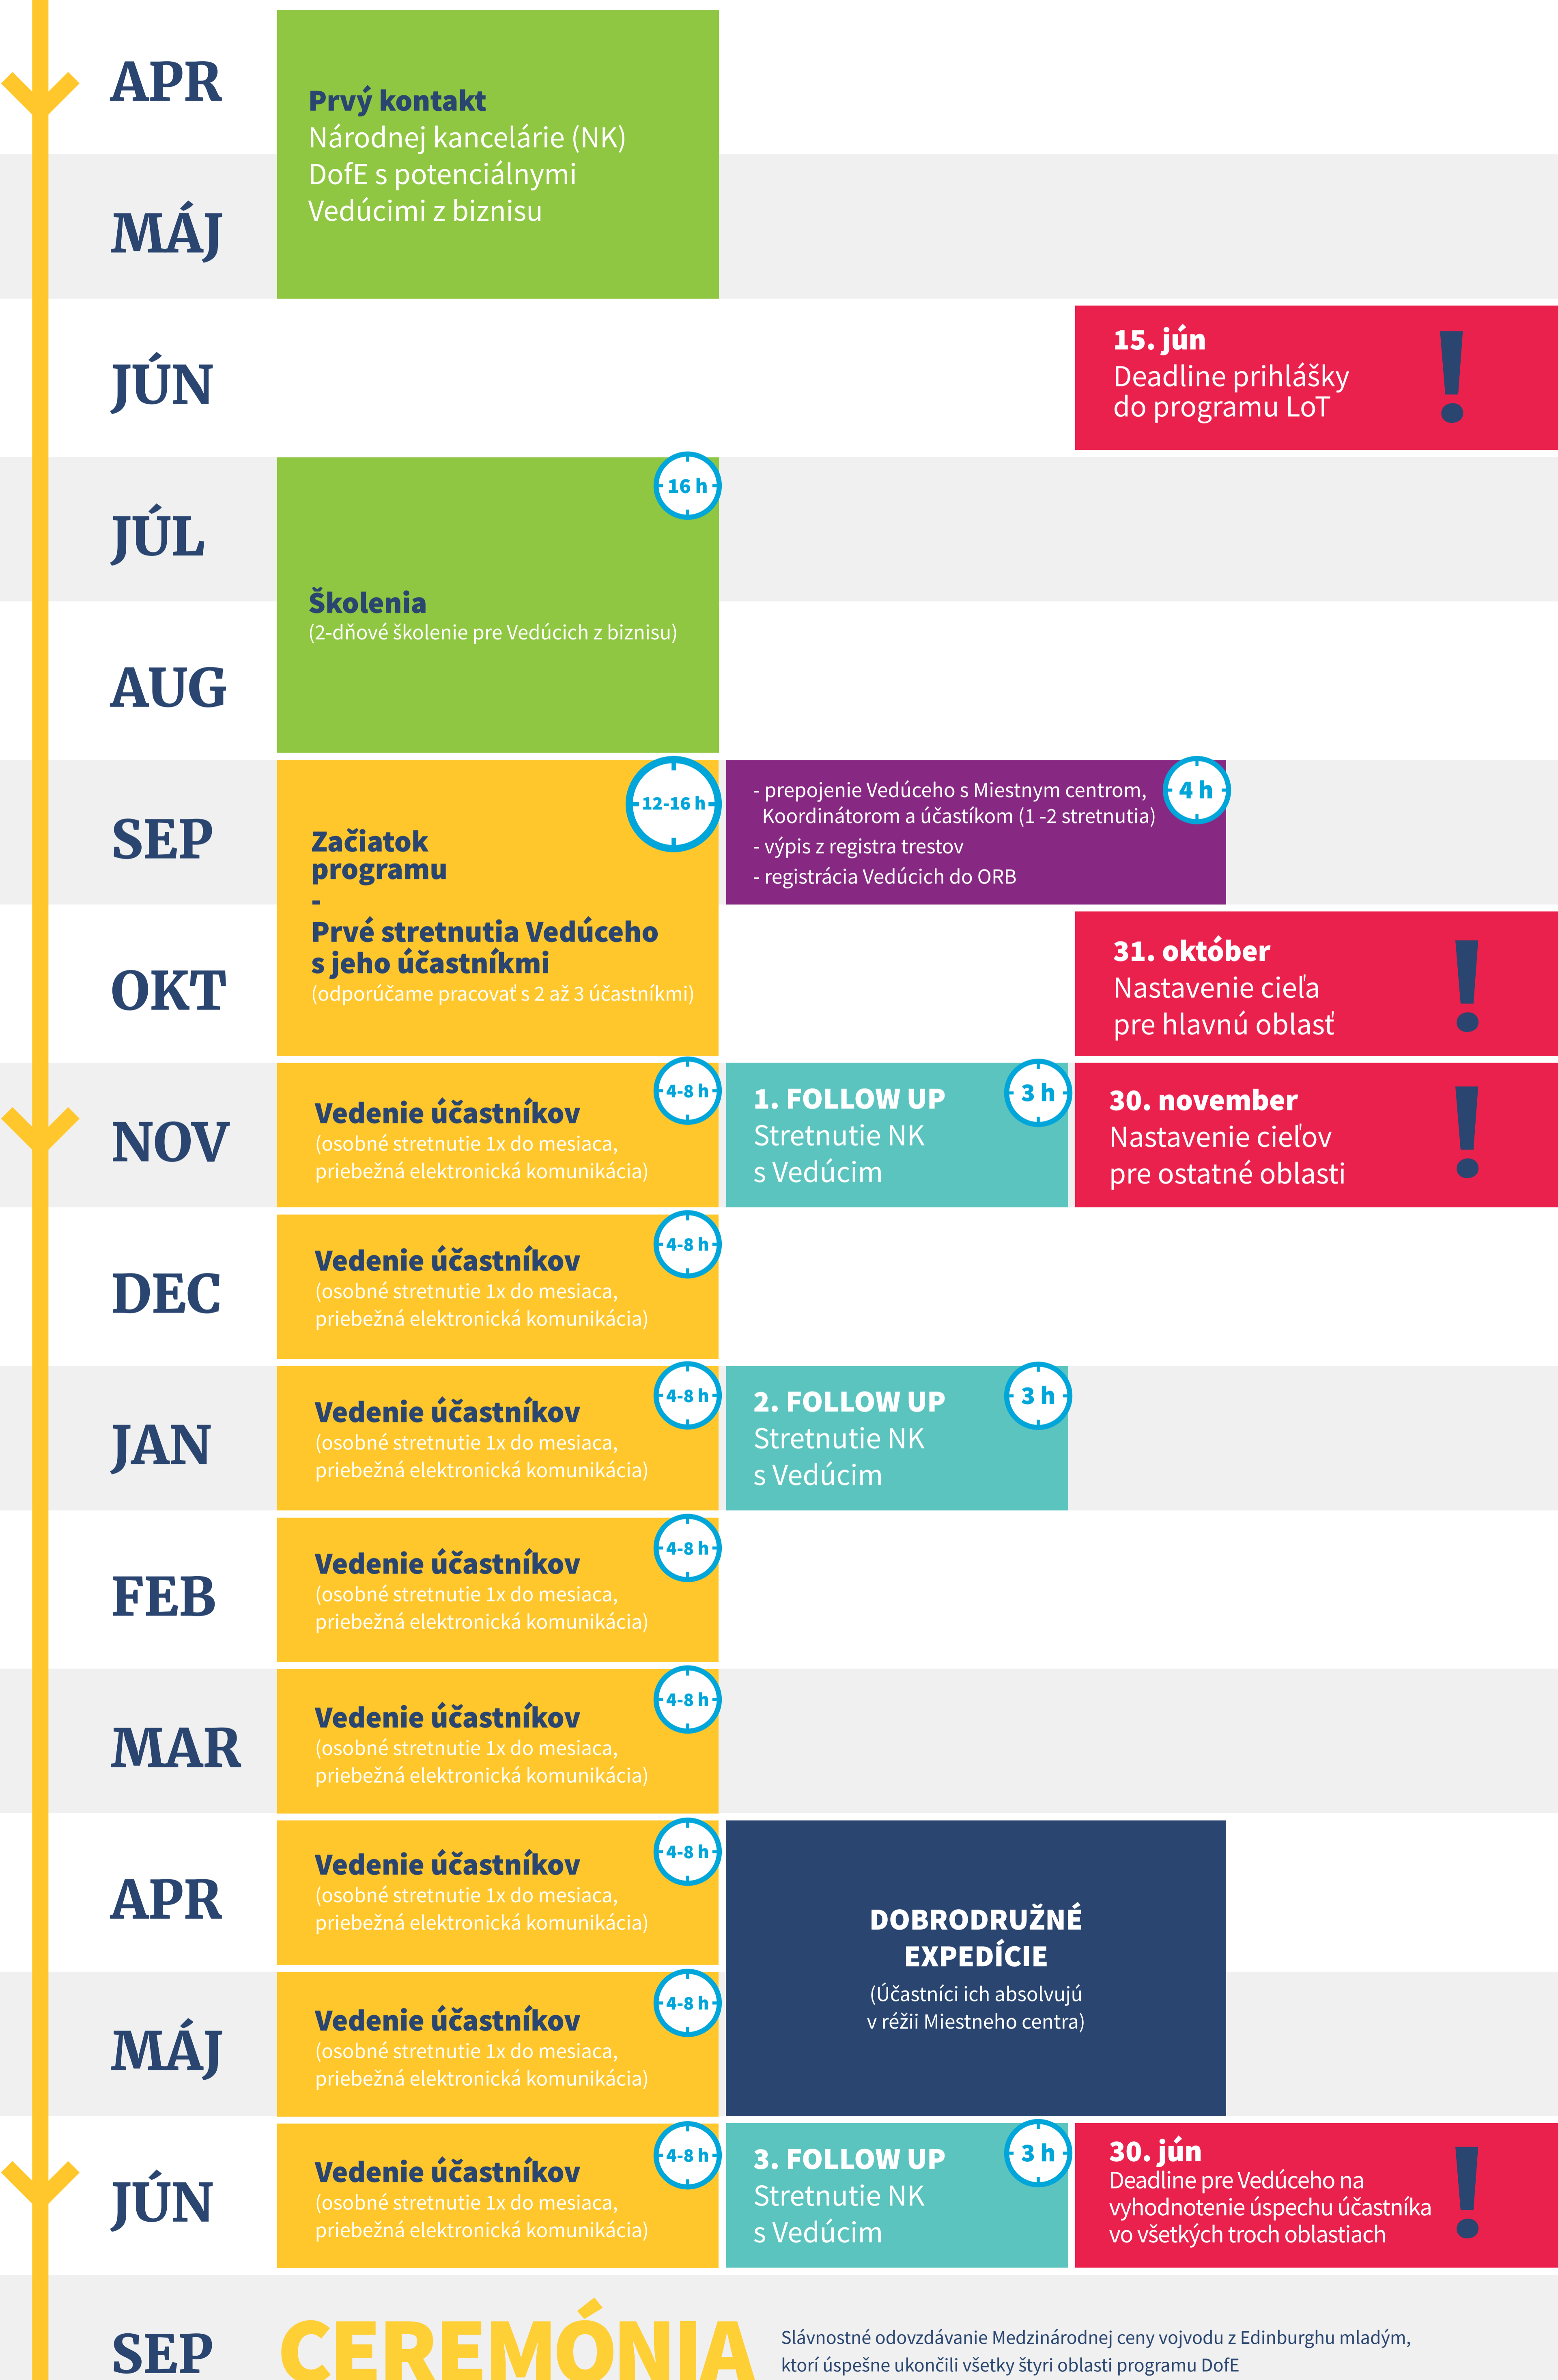 APR
Prvý kontakt
Národnej kancelárie (NK)
DofE s potenciálnymi
Vedúcimi z biznisu
MÁJ
JÚN
15. jún
Deadline prihlášky
do programu LoT
!
JÚL
16 h
Školenia
(2-dňové školenie pre Vedúcich z biznisu)
AUG
SEP
12-16 h
Začiatok
programu
-
Prvé stretnutia Vedúceho
s jeho účastníkmi
(odporúčame pracovať s 2 až 3 účastníkmi)
4 h
- prepojenie Vedúceho s Miestnym centrom,
Koordinátorom a účastíkom (1 -2 stretnutia)
- výpis z registra trestov
- registrácia Vedúcich do ORB
OKT
31. október
Nastavenie cieľa
pre hlavnú oblasť
!
NOV
4-8 h
Vedenie účastníkov
(osobné stretnutie 1x do mesiaca,
priebežná elektronická komunikácia)
3 h
1. FOLLOW UP
Stretnutie NK
s Vedúcim
30. november
Nastavenie cieľov
pre ostatné oblasti
!
DEC
4-8 h
Vedenie účastníkov
(osobné stretnutie 1x do mesiaca,
priebežná elektronická komunikácia)
JAN
4-8 h
Vedenie účastníkov
(osobné stretnutie 1x do mesiaca,
priebežná elektronická komunikácia)
3 h
2. FOLLOW UP
Stretnutie NK
s Vedúcim
FEB
4-8 h
Vedenie účastníkov
(osobné stretnutie 1x do mesiaca,
priebežná elektronická komunikácia)
MAR
4-8 h
Vedenie účastníkov
(osobné stretnutie 1x do mesiaca,
priebežná elektronická komunikácia)
APR
4-8 h
Vedenie účastníkov
(osobné stretnutie 1x do mesiaca,
priebežná elektronická komunikácia)
DOBRODRUŽNÉ
EXPEDÍCIE
(Účastníci ich absolvujú
v réžii Miestneho centra)
MÁJ
4-8 h
Vedenie účastníkov
(osobné stretnutie 1x do mesiaca,
priebežná elektronická komunikácia)
JÚN
4-8 h
Vedenie účastníkov
(osobné stretnutie 1x do mesiaca,
priebežná elektronická komunikácia)
3 h
3. FOLLOW UP
Stretnutie NK
s Vedúcim
30. jún
Deadline pre Vedúceho na
vyhodnotenie úspechu účastníka
vo všetkých troch oblastiach
!
SEP
CEREMÓNIA
Slávnostné odovzdávanie Medzinárodnej ceny vojvodu z Edinburghu mladým,
ktorí úspešne ukončili všetky štyri oblasti programu DofE